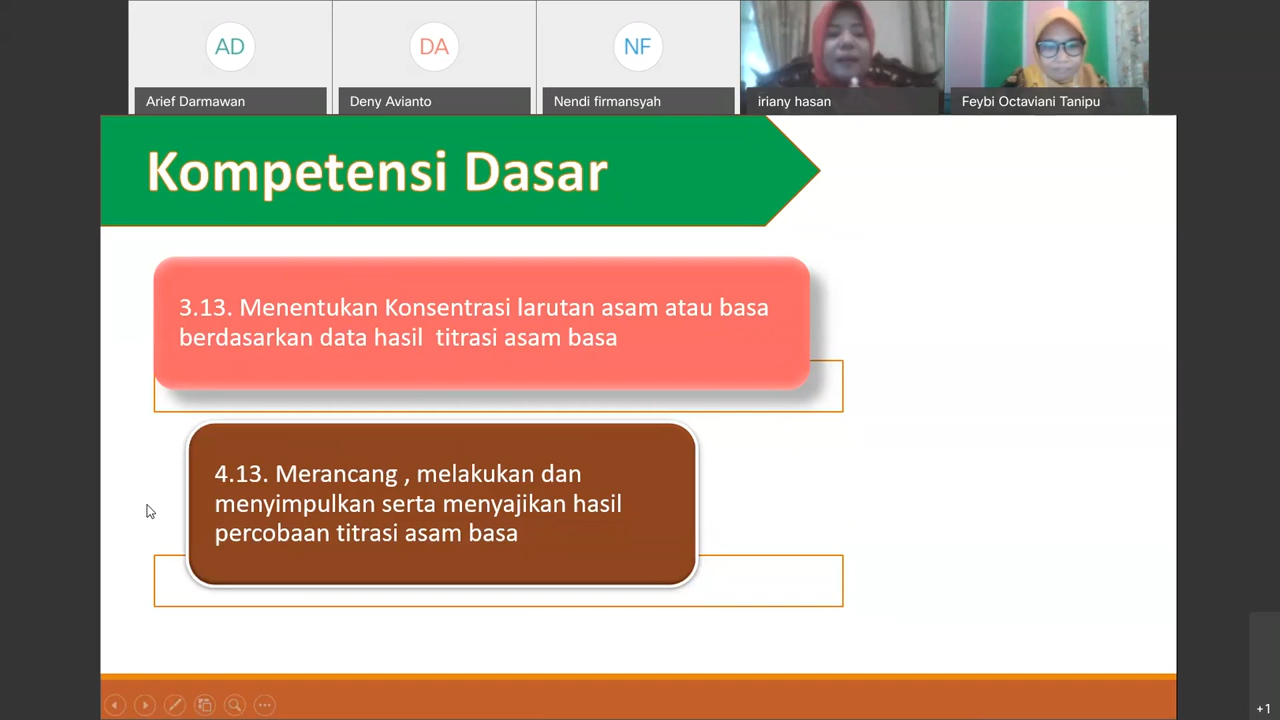 AD
DA
NF
Arief Darmawan
Deny Avianto
Nendi firmansyah
iriany hasan
Feybi Octaviani Tanipu
Kompetensi Dasar
3.13. Menentukan Konsentrasi larutan asam atau basa
berdasarkan data hasil  titrasi asam basa
4.13. Merancang , melakukan dan
menyimpulkan serta menyajikan hasil
percobaan titrasi asam basa
+1